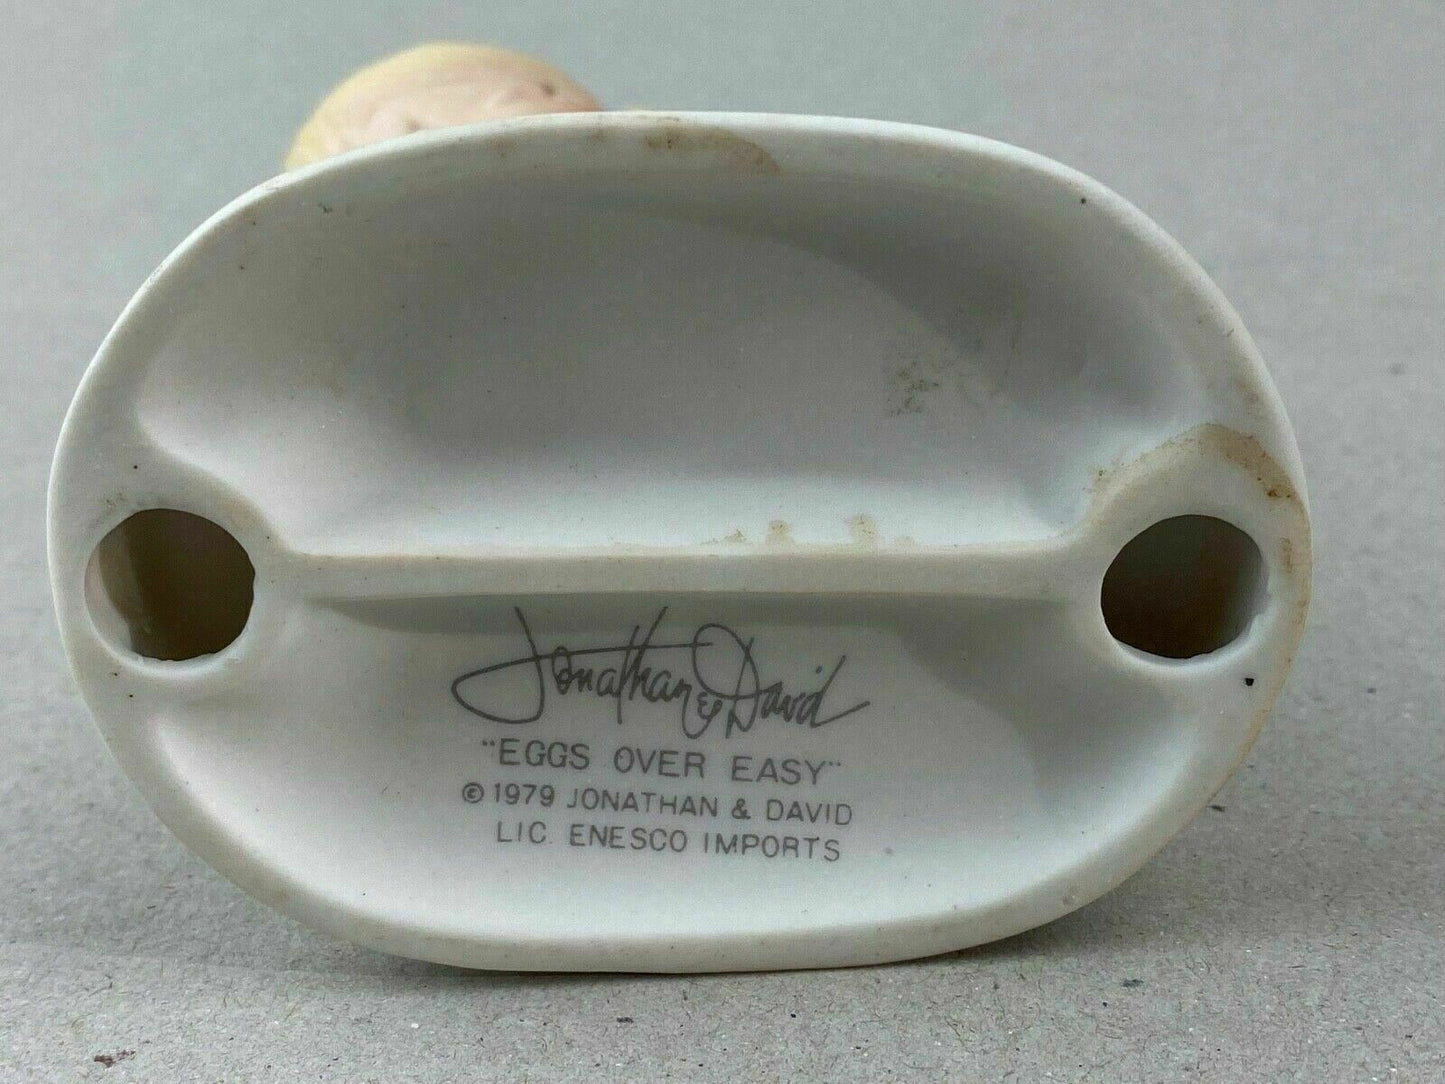 Jonathan & David
"EGGS OVER EASY"
© 1979 JONATHAN & DAVID
LIC. ENESCO IMPORTS